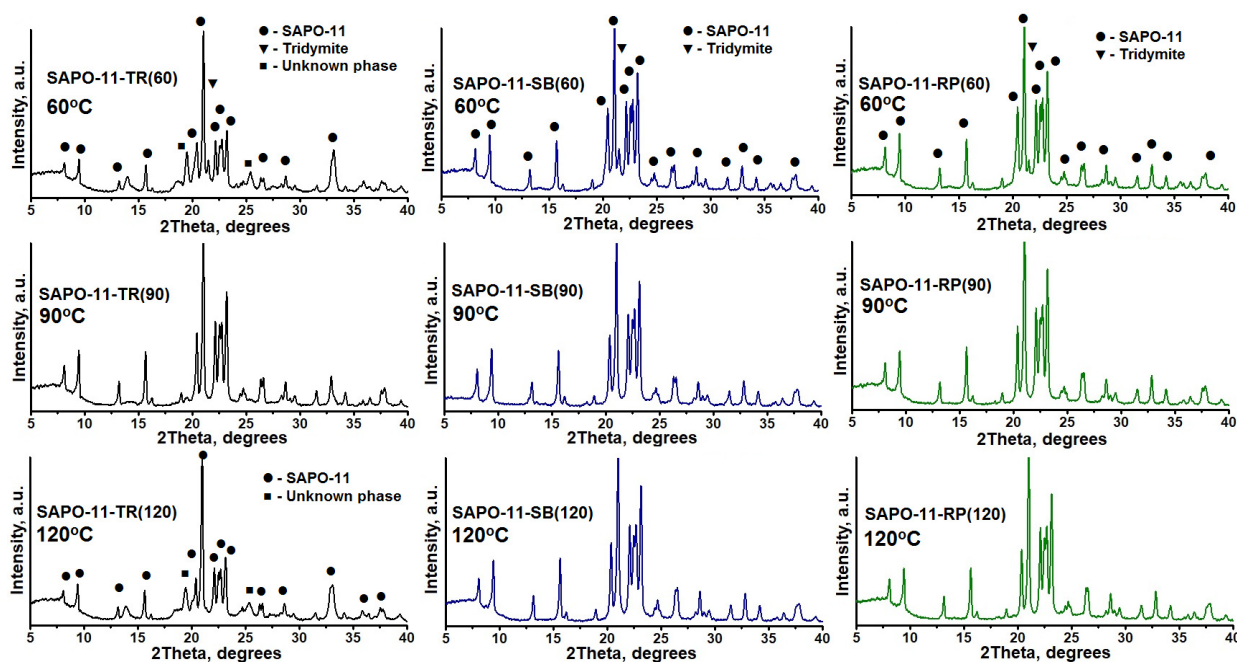 ● - SAPO-11
▼ - Tridymite
■ - Unknown phase
SAPO-11-TR(60)
60°C
Intensity, a.u.
5 10 15 20 25 30 35 40
2Theta, degrees
● - SAPO-11
▼ - Tridymite
SAPO-11-SB(60)
60°C
Intensity, a.u.
5 10 15 20 25 30 35 40
2Theta, degrees
● - SAPO-11
▼ - Tridymite
SAPO-11-RP(60)
60°C
Intensity, a.u.
5 10 15 20 25 30 35 40
2Theta, degrees
SAPO-11-TR(90)
90°C
Intensity, a.u.
5 10 15 20 25 30 35 40
2Theta, degrees
SAPO-11-SB(90)
90°C
Intensity, a.u.
5 10 15 20 25 30 35 40
2Theta, degrees
SAPO-11-RP(90)
90°C
Intensity, a.u.
5 10 15 20 25 30 35 40
2Theta, degrees
● - SAPO-11
■ - Unknown phase
SAPO-11-TR(120)
120°C
Intensity, a.u.
5 10 15 20 25 30 35 40
2Theta, degrees
SAPO-11-SB(120)
120°C
Intensity, a.u.
5 10 15 20 25 30 35 40
2Theta, degrees
SAPO-11-RP(120)
120°C
Intensity, a.u.
5 10 15 20 25 30 35 40
2Theta, degrees